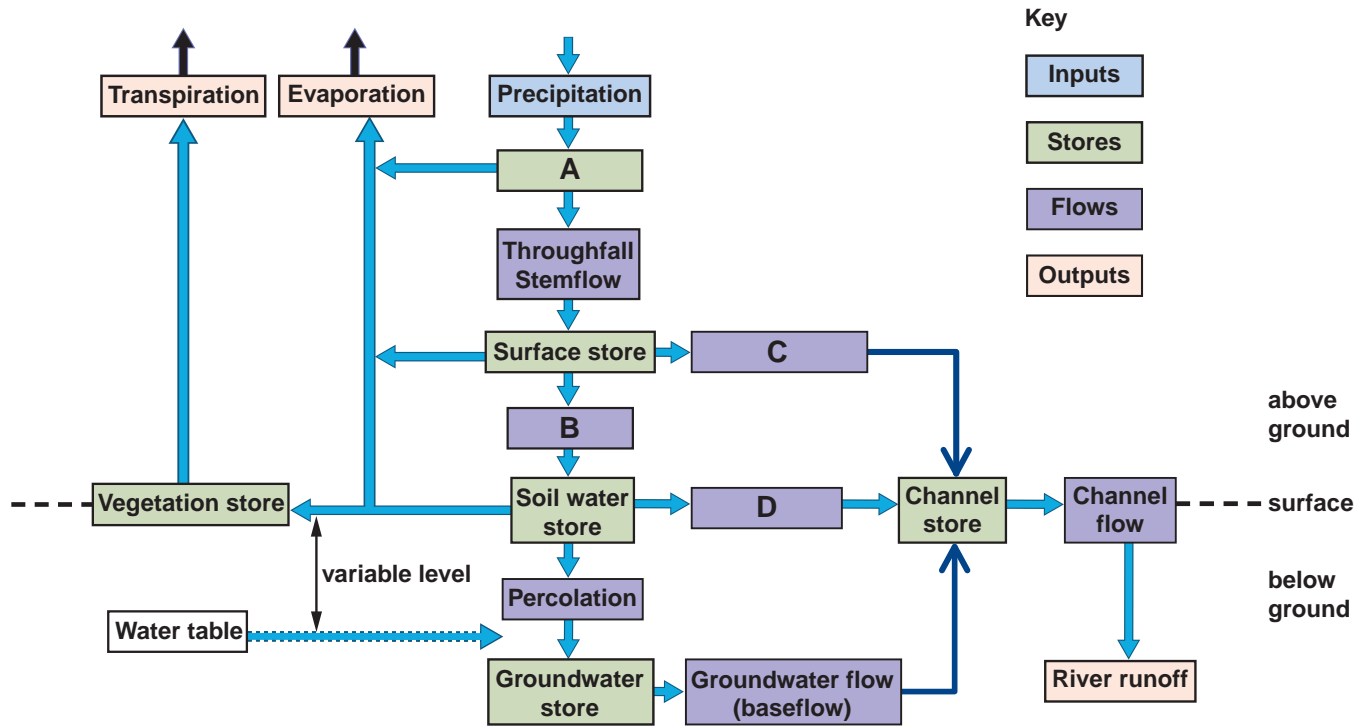 Key
Inputs
Stores
Flows
Outputs
Transpiration
Evaporation
Precipitation
A
Throughfall
Stemflow
Surface store
C
B
above
ground
Vegetation store
Soil water
store
D
Channel
store
Channel
flow
surface
variable level
Percolation
below
ground
Water table
Groundwater
store
Groundwater flow
(baseflow)
River runoff